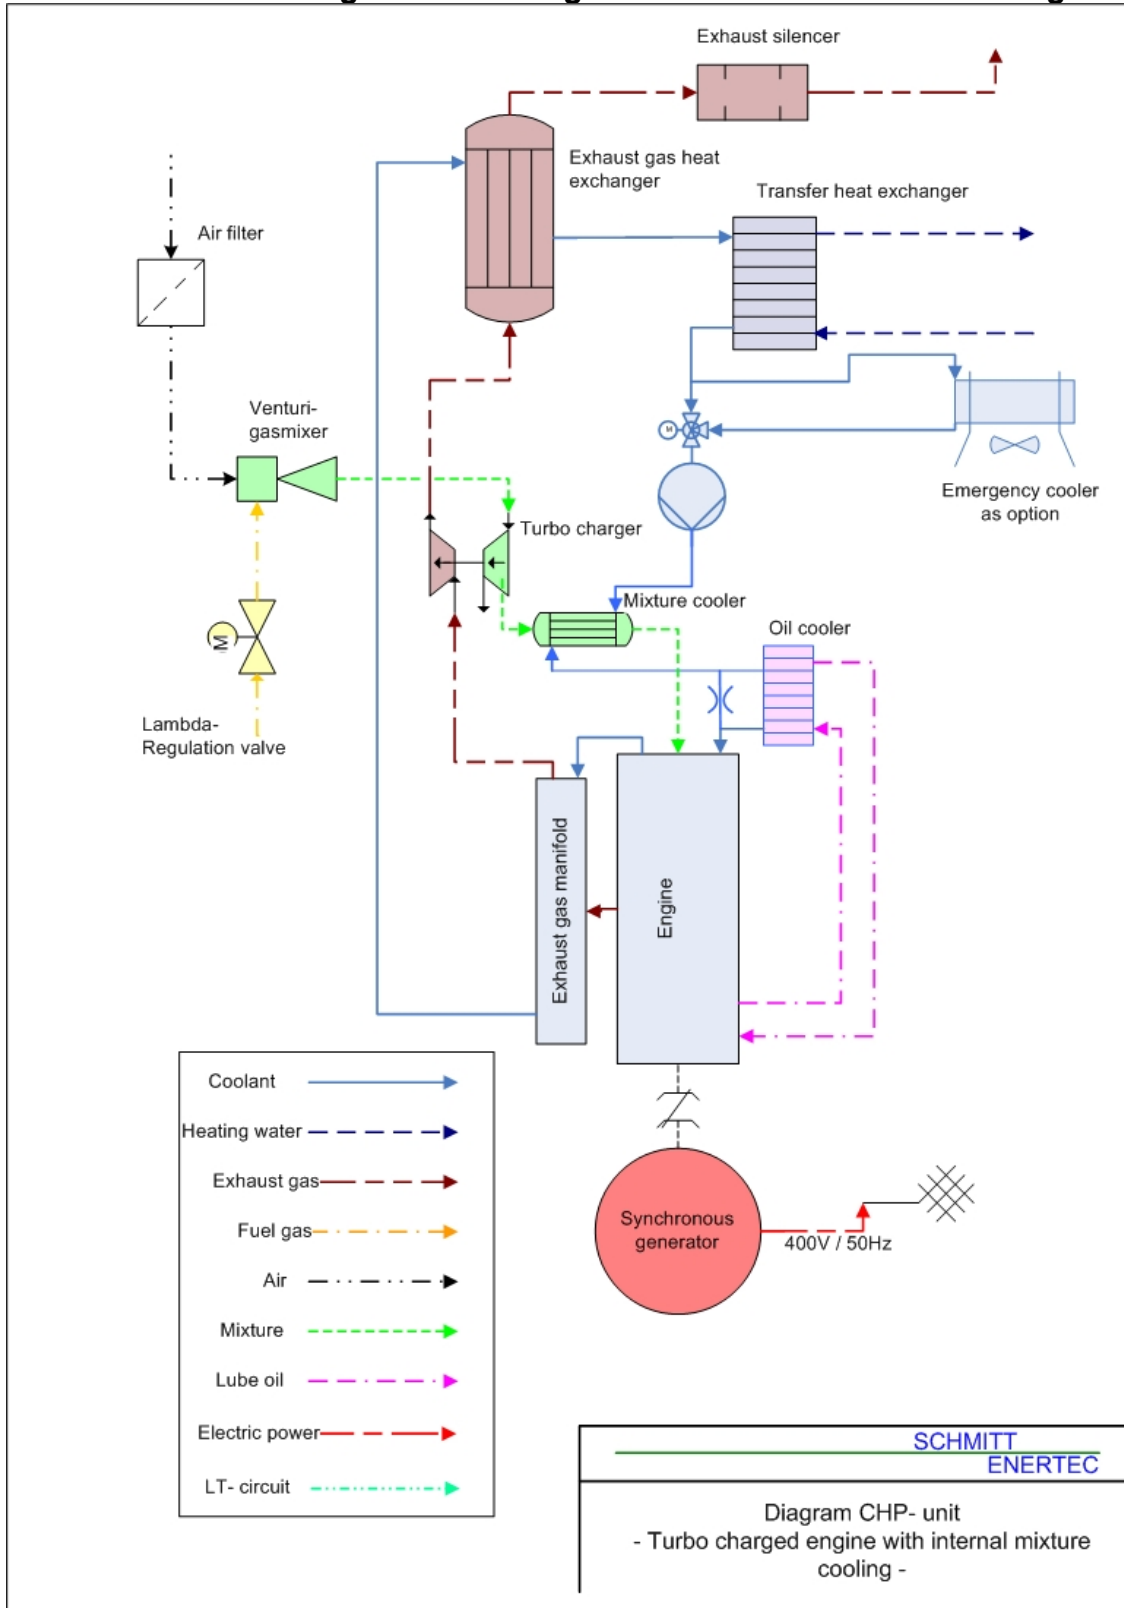 Exhaust silencer
Exhaust gas heat
exchanger
Transfer heat exchanger
Air filter
Venturi-
gasmixer
M
Emergency cooler
as option
Turbo charger
Mixture cooler
Oil cooler
M
Lambda-
Regulation valve
Exhaust gas manifold
Engine
Coolant
Heating water
Exhaust gas
Fuel gas
Air
Mixture
Lube oil
Electric power
LT- circuit
Synchronous
generator
400V / 50Hz
SCHMITT
ENERTEC
Diagram CHP- unit
- Turbo charged engine with internal mixture
cooling -